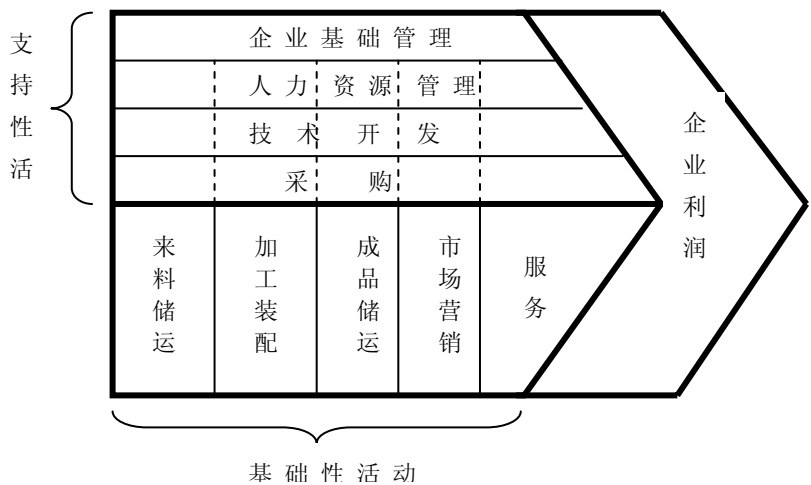 支持性活
企业基础管理
人力资源管理
技术开发
采购
企业利润
来料储运
加工装配
成品储运
市场营销
服务
基础性活动